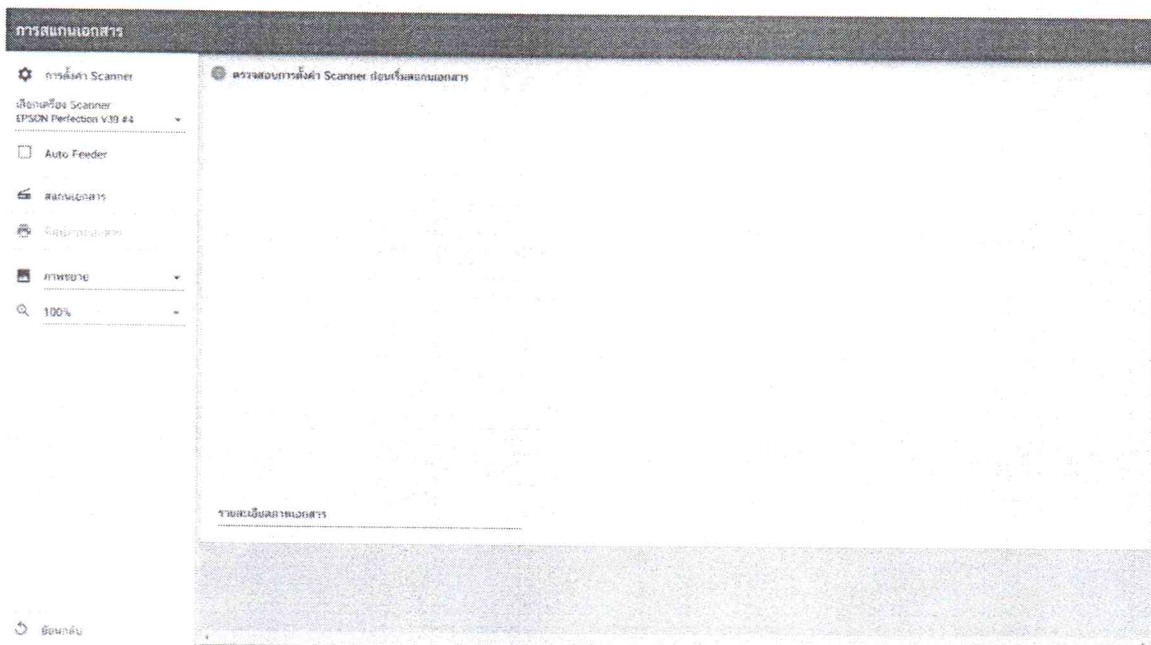 การสแกนเอกสาร
การตั้งค่า Scanner
เลือกเครื่อง Scanner
EPSON Perfection V39 #4
Auto Feeder
สแกนเอกสาร
ภาพขยาย
100%
ย้อนกลับ
ตรวจสอบการตั้งค่า Scanner ก่อนเริ่มสแกนเอกสาร
รายละเอียดภาพเอกสาร